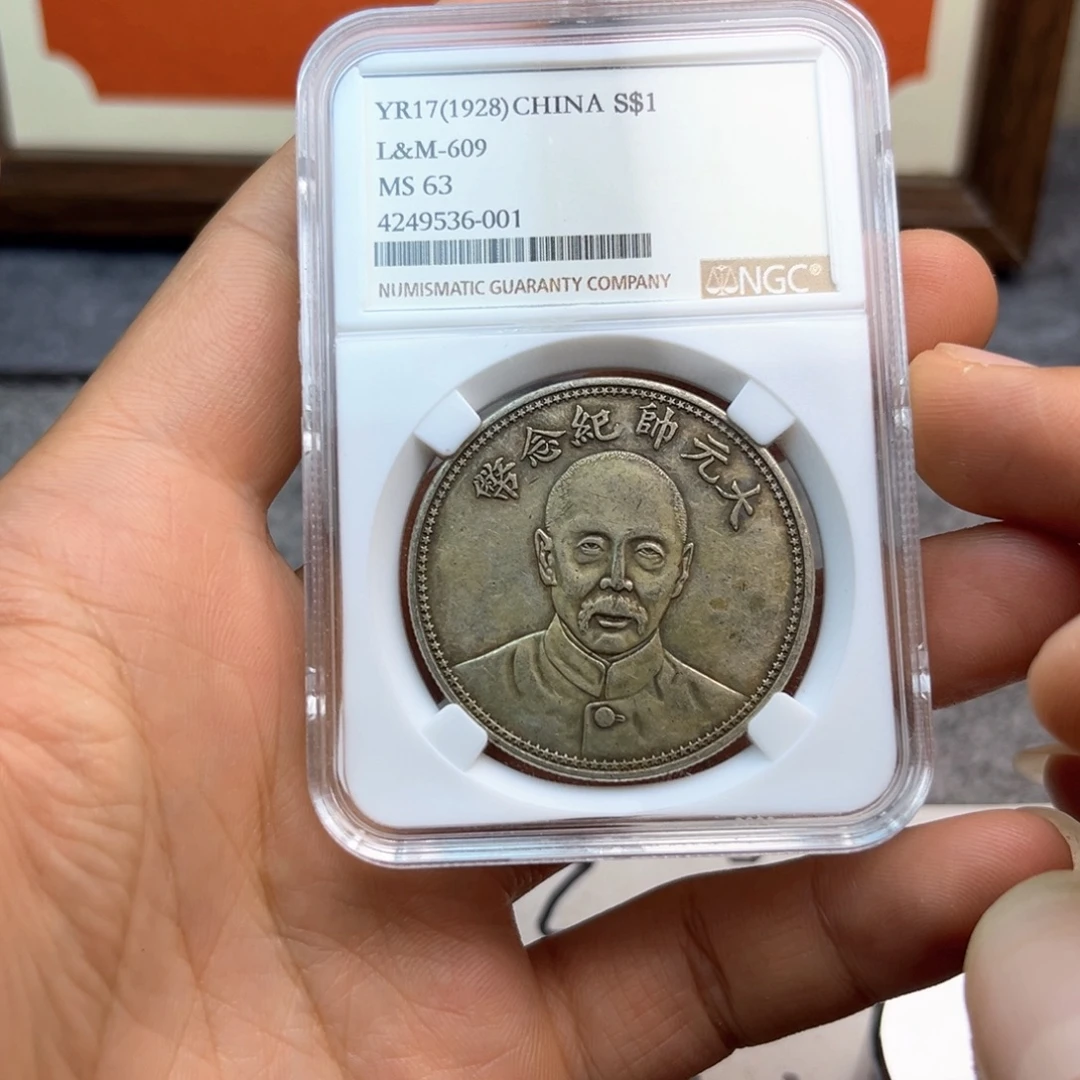 YR17(1928)CHINA S$1
L&M-609
MS 63
4249536-001
NUMISMATIC GUARANTY COMPANY
NGC®
大元帥紀念幣